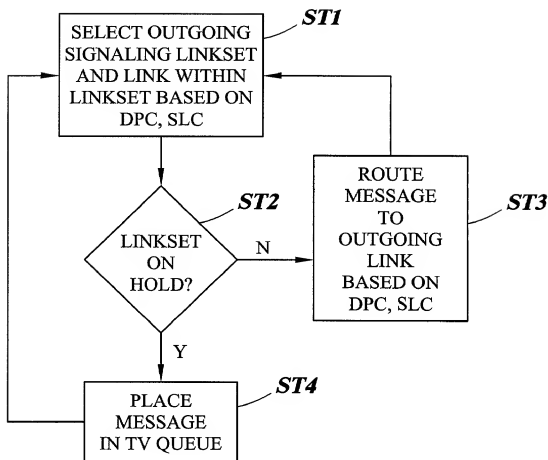 ST1
SELECT OUTGOING
SIGNALING LINKSET
AND LINK WITHIN
LINKSET BASED ON
DPC, SLC
ST2
LINKSET
ON
HOLD?
N
ROUTE
MESSAGE
TO
OUTGOING
LINK
BASED ON
DPC, SLC
ST3
Y
PLACE
MESSAGE
IN TV QUEUE
ST4